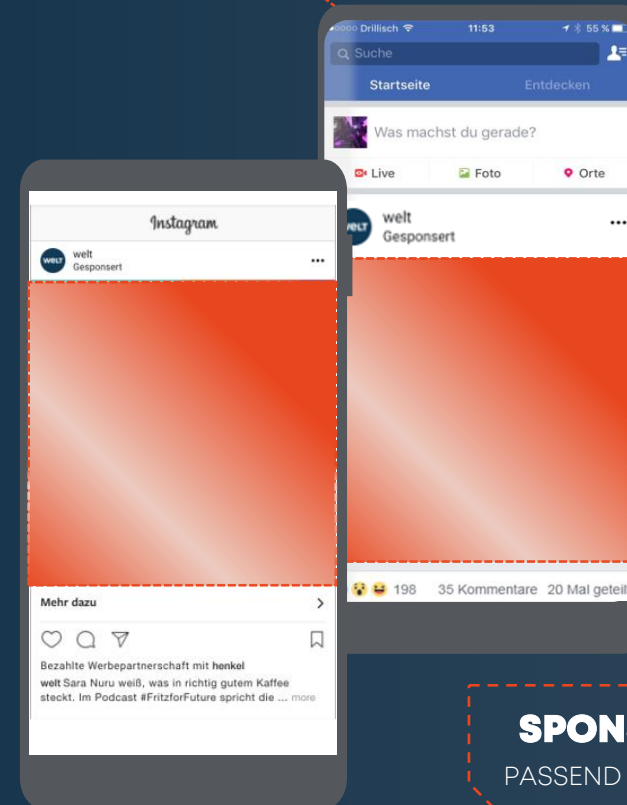 Drillisch 11:53 55 %
Suche
Startseite Entdecken
Was machst du gerade?
Live Foto Orte
welt
Gesponsert
198 35 Kommentare 20 Mal geteilt
Instagram
WELT
welt
Gesponsert
Mehr dazu
Bezahlte Werbepartnerschaft mit henkel
welt Sara Nuru weiß, was in richtig gutem Kaffee
steckt. Im Podcast #FritzforFuture spricht die ... more
PASSEND